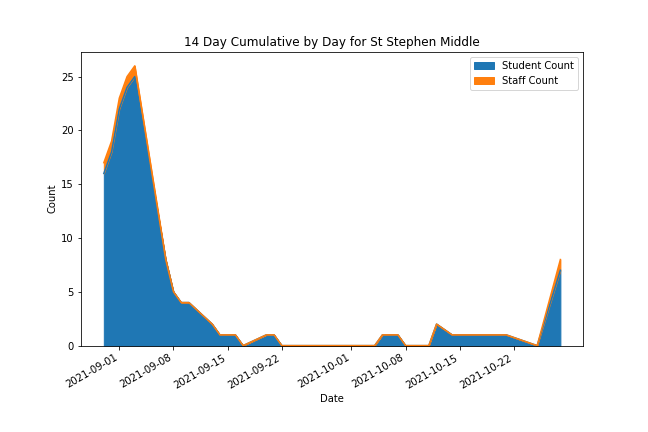 14 Day Cumulative by Day for St Stephen Middle
Student Count
Staff Count
25
20
15
10
5
0
Count
2021-09-01
2021-09-08
2021-09-15
2021-09-22
2021-10-01
2021-10-08
2021-10-15
2021-10-22
Date